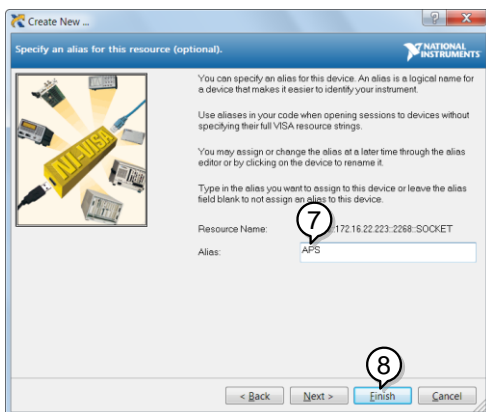 Create New ...
Specify an alias for this resource (optional).
NATIONAL
INSTRUMENTS
You can specify an alias for this device. An alias is a logical name for
a device that makes it easier to identify your instrument.
Use aliases in your code when opening sessions to devices without
specifying their full VISA resource strings.
You may assign or change the alias at a later time through the alias
editor or by clicking on the device to rename it.
Type in the alias you want to assign to this device or leave the alias
field blank to not assign an alias to this device.
NI-VISA
7
Resource Name: 172.16.22.223::2268::SOCKET
Alias: APS
8
< Back Next > Finish Cancel